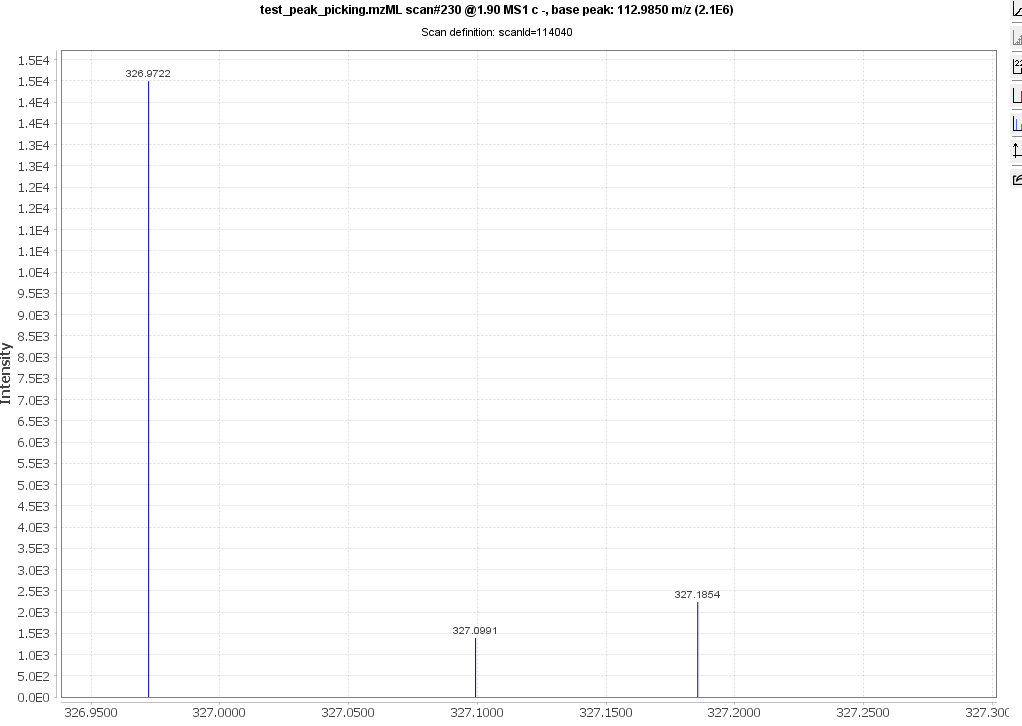 test_peak_picking.mzML scan#230 @1.90 MS1 c -, base peak: 112.9850 m/z (2.1E6)
Scan definition: scanId=114040
Intensity
1.5E4
1.5E4
1.4E4
1.4E4
1.3E4
1.3E4
1.2E4
1.2E4
1.1E4
1.1E4
1.0E4
9.5E3
9.0E3
8.5E3
8.0E3
7.5E3
7.0E3
6.5E3
6.0E3
5.5E3
5.0E3
4.5E3
4.0E3
3.5E3
3.0E3
2.5E3
2.0E3
1.5E3
1.0E3
5.0E2
0.0E0
326.9722
327.1854
327.0991
326.9500 327.0000 327.0500 327.1000 327.1500 327.2000 327.2500 327.300